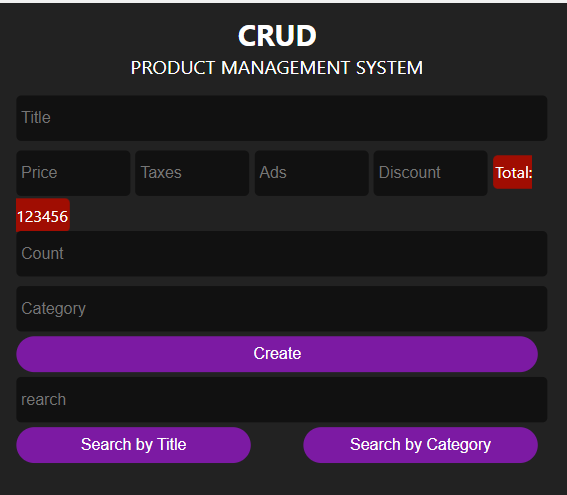 CRUD
PRODUCT MANAGEMENT SYSTEM
Title
Price Taxes Ads Discount Total:
123456
Count
Category
Create
rearch
Search by Title Search by Category